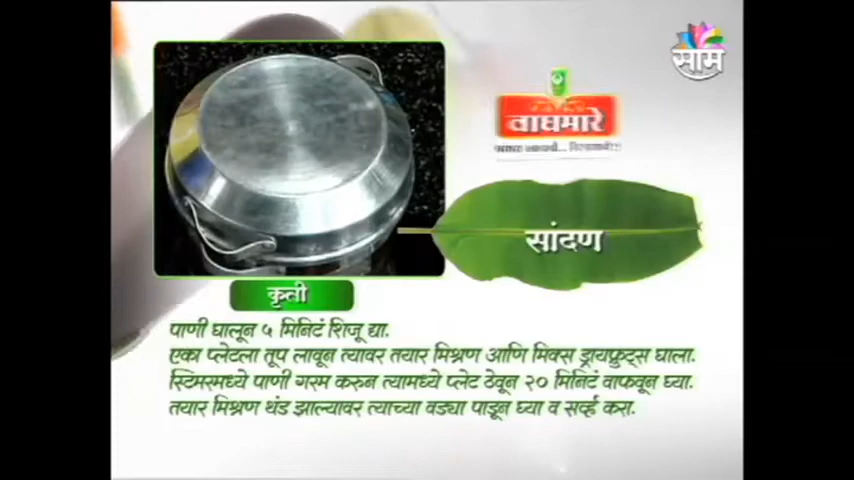 साम
वाघमारे
सांदण
कृती
पाणी घालून ५ मिनिटं शिजू द्या.
एका प्लेटला तूप लावून त्यावर तयार मिश्रण आणि मिक्स ड्रायफ्रुट्स घाला.
स्टिमरमध्ये पाणी गरम करुन त्यामध्ये प्लेट ठेवून २० मिनिटं वाफवून घ्या.
तयार मिश्रण थंड झाल्यावर त्याच्या वड्या पाडून घ्या व सर्व्ह करा.